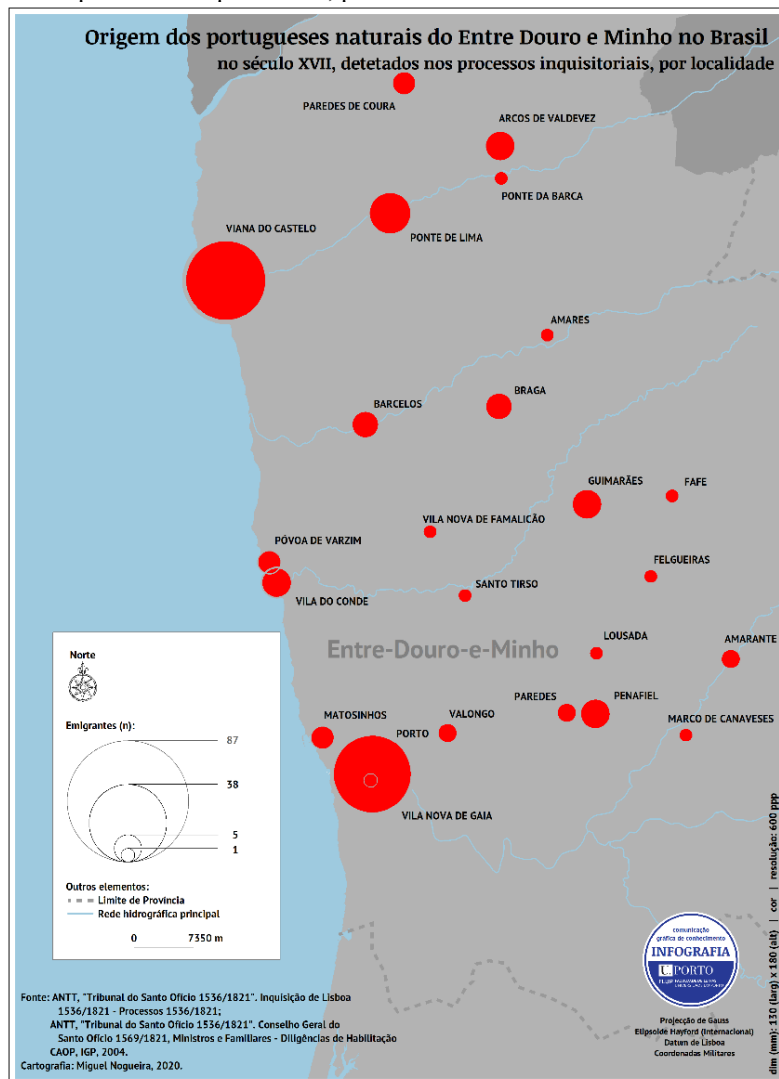 Origem dos portugueses naturais do Entre Douro e Minho no Brasil
no século XVII, detetados nos processos inquisitoriais, por localidade
PAREDES DE COURA
ARCOS DE VALDEVEZ
PONTE DA BARCA
VIANA DO CASTELO
PONTE DE LIMA
AMARES
BARCELOS
BRAGA
GUIMARÃES
FAFE
VILA NOVA DE FAMALICÃO
PÓVOA DE VARZIM
FELGUEIRAS
SANTO TIRSO
VILA DO CONDE
LOUSADA
AMARANTE
Entre-Douro-e-Minho
PAREDES
PENAFIEL
MATOSINHOS
PORTO
VALONGO
MARCO DE CANAVESES
VILA NOVA DE GAIA
Norte
Emigrantes (n):
87
38
5
1
Outros elementos:
Limite de Província
Rede hidrográfica principal
0 7350 m
Fonte: ANTT, "Tribunal do Santo Ofício 1536/1821". Inquisição de Lisboa
1536/1821 - Processos 1536/1821;
ANTT, "Tribunal do Santo Ofício 1536/1821". Conselho Geral do
Santo Ofício 1569/1821, Ministros e Familiares - Diligências de Habilitação
CAOP, IGP, 2004.
Cartografia: Miguel Nogueira, 2020.
comunicação
gráfica de conhecimento
INFOGRAFIA
U.PORTO
Projecção de Gauss
Elipsoide Hayford (Internacional)
Datum de Lisboa
Coordenadas Militares
dim (mm): 130 (larg) x 180 (alt) | cor | resolução: 600 ppp